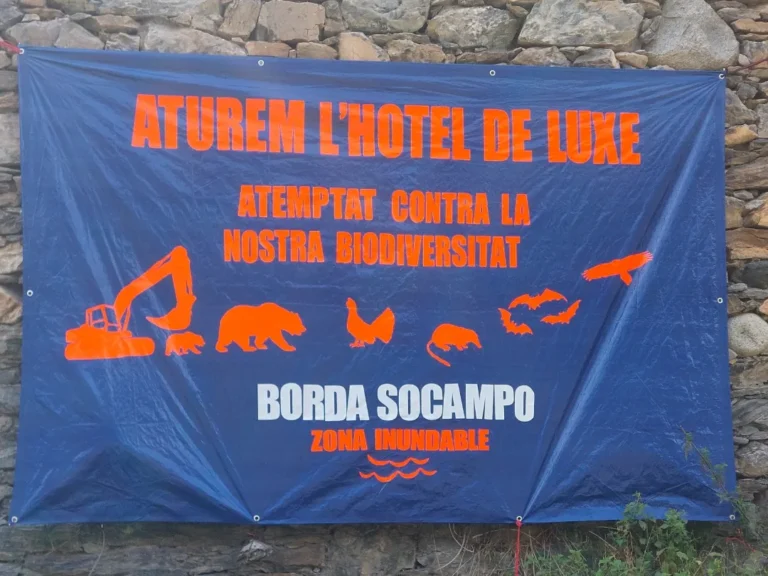 ATUREM L'HOTEL DE LUXE
ATEMPTAT CONTRA LA
NOSTRA BIODIVERSITAT
BORDA SOCAMPO
ZONA INUNDABLE